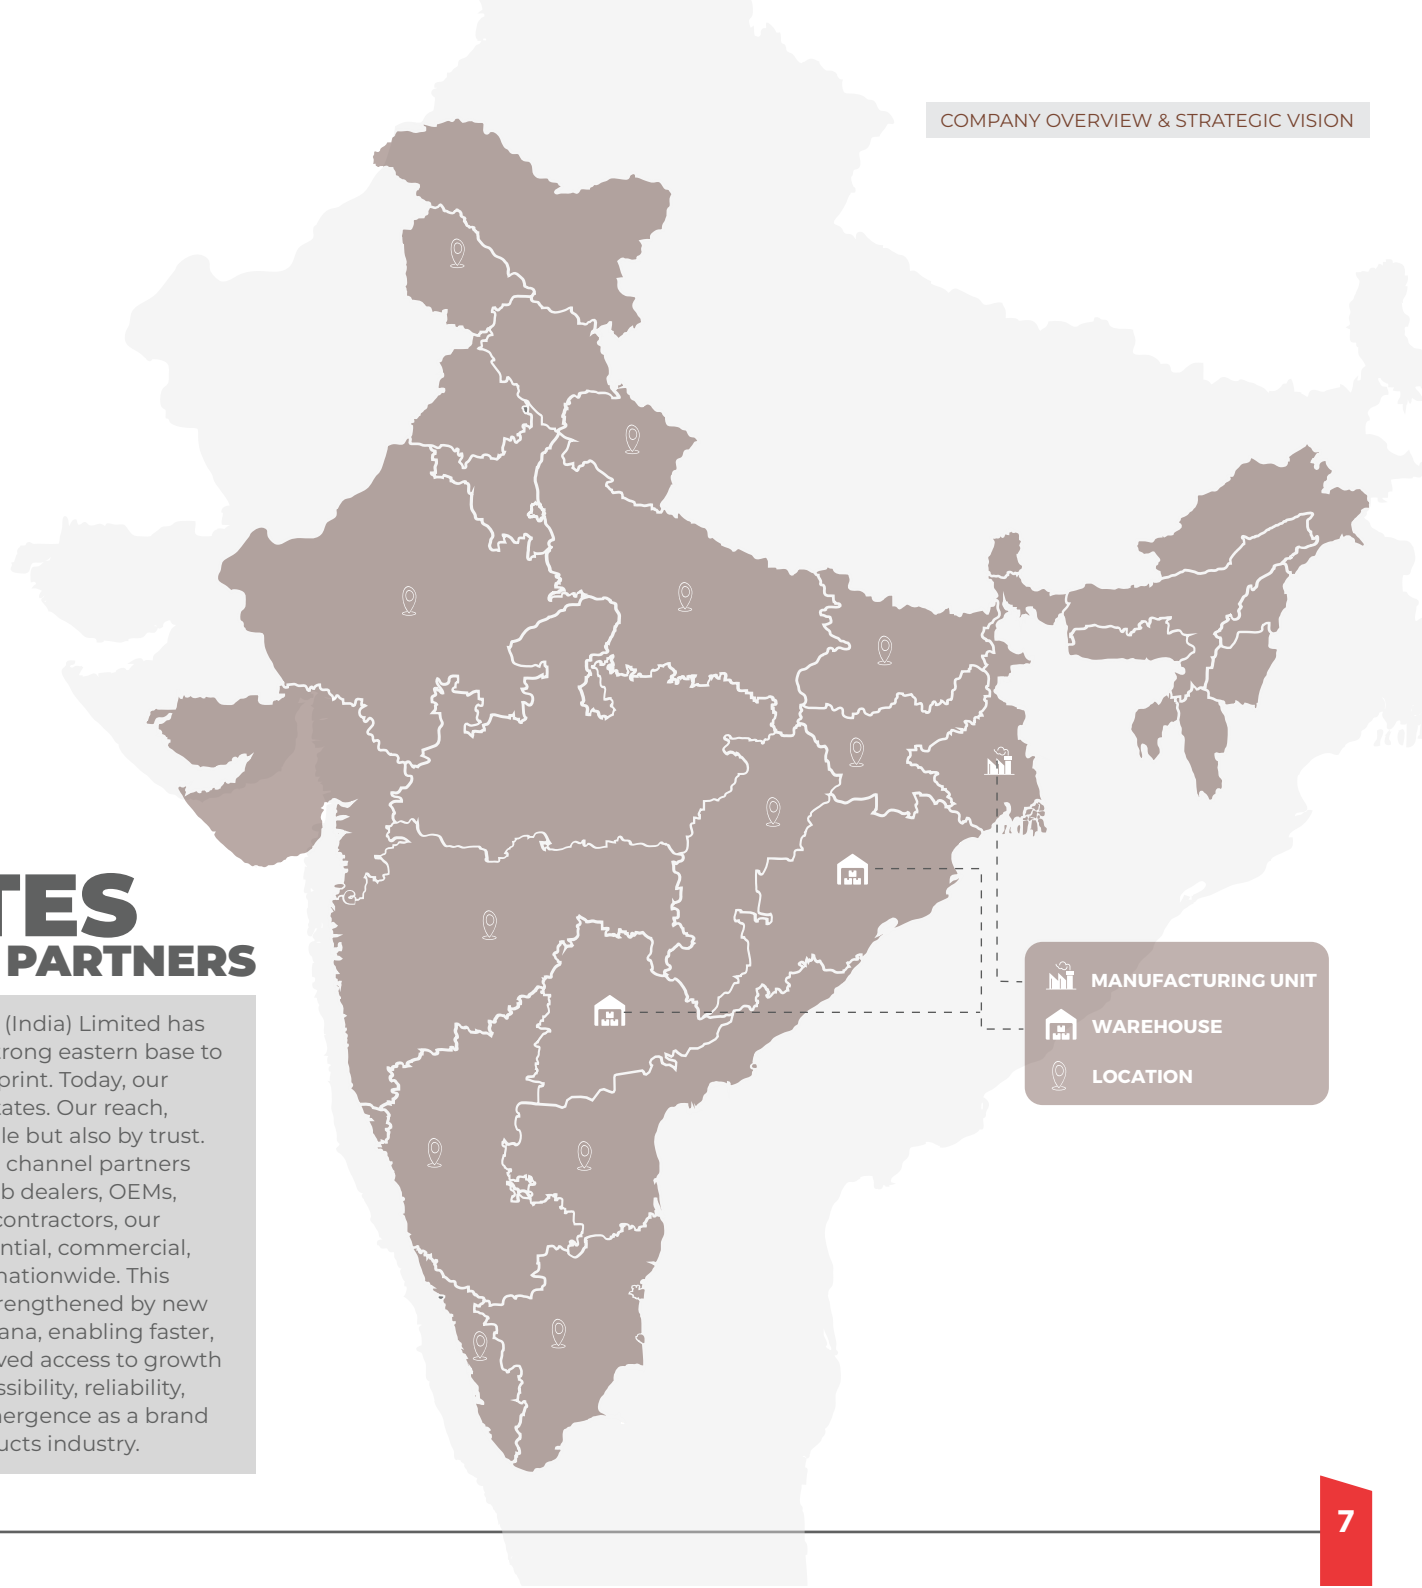 COMPANY OVERVIEW & STRATEGIC VISION
TES
PARTNERS
(India) Limited has
rong eastern base to
print. Today, our
ates. Our reach,
le but also by trust.
channel partners
b dealers, OEMs,
contractors, our
ntial, commercial,
nationwide. This
rengthened by new
ana, enabling faster,
ved access to growth
ssibility, reliability,
nergence as a brand
ucts industry.
MANUFACTURING UNIT
WAREHOUSE
LOCATION
7